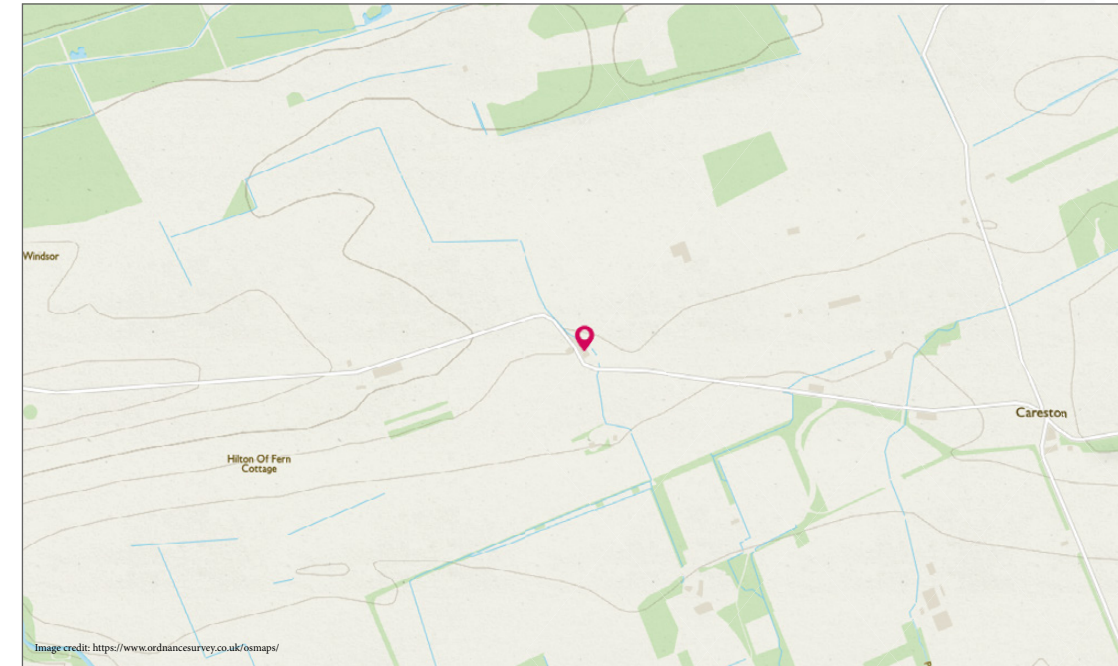 Windsor
Careston
Hilton Of Fern
Cottage
Image credit: https://www.ordnancesurvey.co.uk/osmaps/